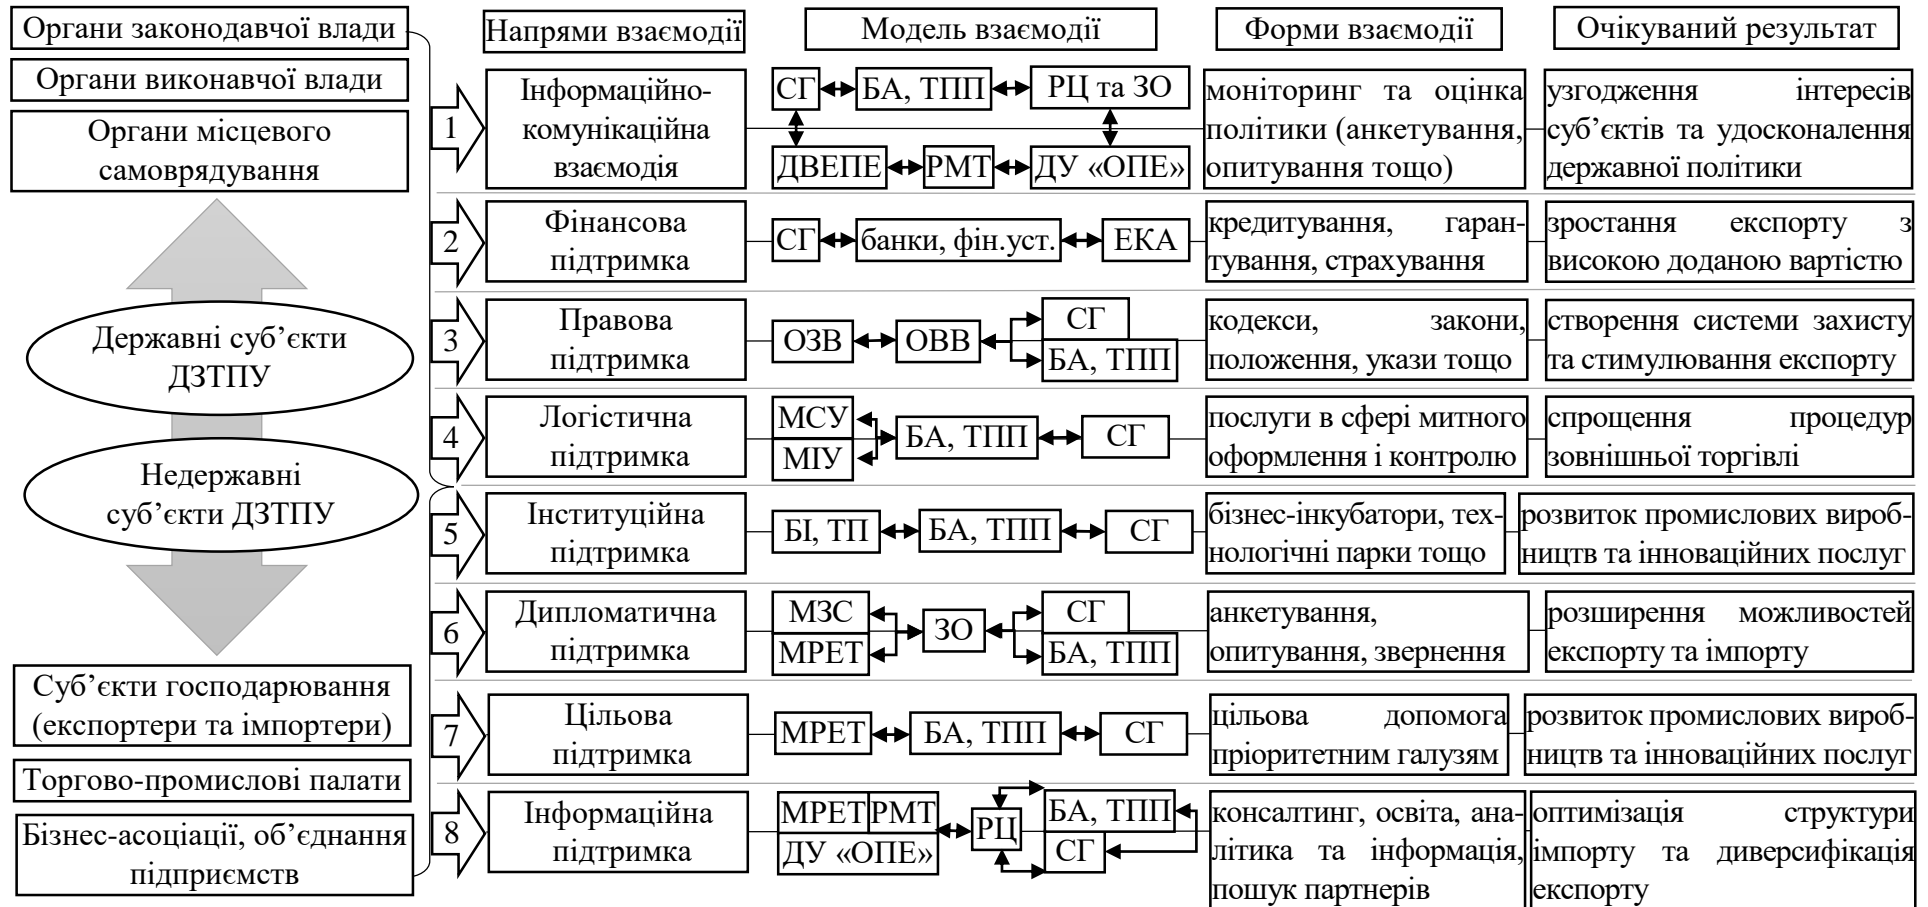 Органи законодавчої влади
Органи виконавчої влади
Органи місцевого
самоврядування
Державні суб’єкти
ДЗТПУ
Недержавні
суб’єкти ДЗТПУ
Суб’єкти господарювання
(експортери та імпортери)
Торгово-промислові палати
Бізнес-асоціації, об’єднання
підприємств
Напрями взаємодії
Модель взаємодії
Форми взаємодії
Очікуваний результат
1
Інформаційно-
комунікаційна
взаємодія
СГ
БА, ТПП
РЦ та ЗО
ДВЕПЕ
РМТ
ДУ «ОПЕ»
моніторинг та оцінка
політики (анкетування,
опитування тощо)
узгодження інтересів
суб’єктів та удосконалення
державної політики
2
Фінансова
підтримка
СГ
банки, фін.уст.
ЕКА
кредитування, гаран-
тування, страхування
зростання експорту з
високою доданою вартістю
3
Правова
підтримка
ОЗВ
ОВВ
СГ
БА, ТПП
кодекси, закони,
положення, укази тощо
створення системи захисту
та стимулювання експорту
4
Логістична
підтримка
МСУ
МІУ
БА, ТПП
СГ
послуги в сфері митного
оформлення і контролю
спрощення процедур
зовнішньої торгівлі
5
Інституційна
підтримка
БІ, ТП
БА, ТПП
СГ
бізнес-інкубатори, тех-
нологічні парки тощо
розвиток промислових вироб-
ництв та інноваційних послуг
6
Дипломатична
підтримка
МЗС
МРЕТ
ЗО
СГ
БА, ТПП
анкетування,
опитування, звернення
розширення можливостей
експорту та імпорту
7
Цільова
підтримка
МРЕТ
БА, ТПП
СГ
цільова допомога
пріоритетним галузям
розвиток промислових вироб-
ництв та інноваційних послуг
8
Інформаційна
підтримка
МРЕТ РМТ
ДУ «ОПЕ»
РЦ
БА, ТПП
СГ
консалтинг, освіта, ана-
літика та інформація,
пошук партнерів
оптимізація структури
імпорту та диверсифікація
експорту